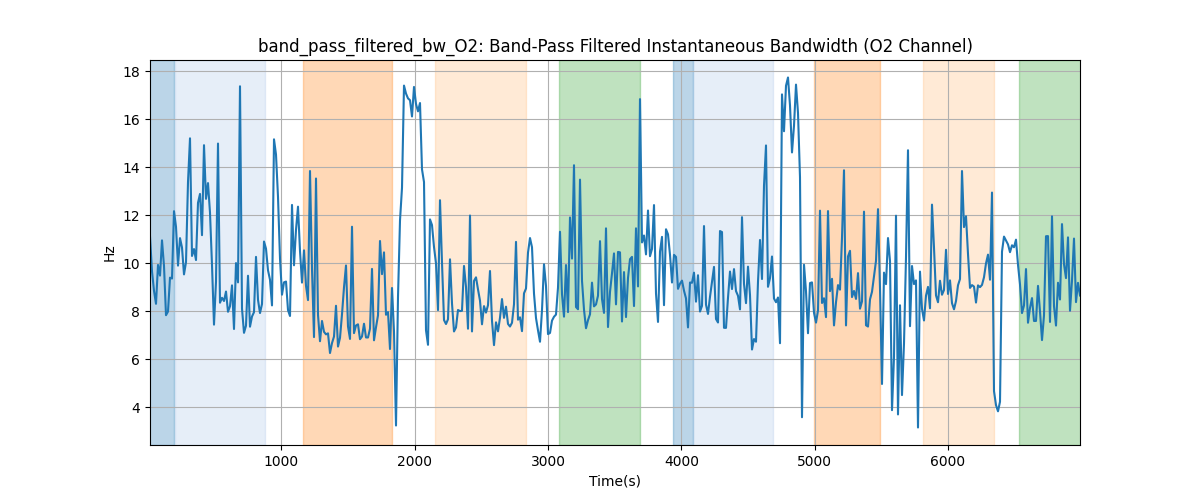 band_pass_filtered_bw_O2: Band-Pass Filtered Instantaneous Bandwidth (O2 Channel)
18
16
14
12
10
8
6
4
Hz
1000 2000 3000 4000 5000 6000
Time(s)